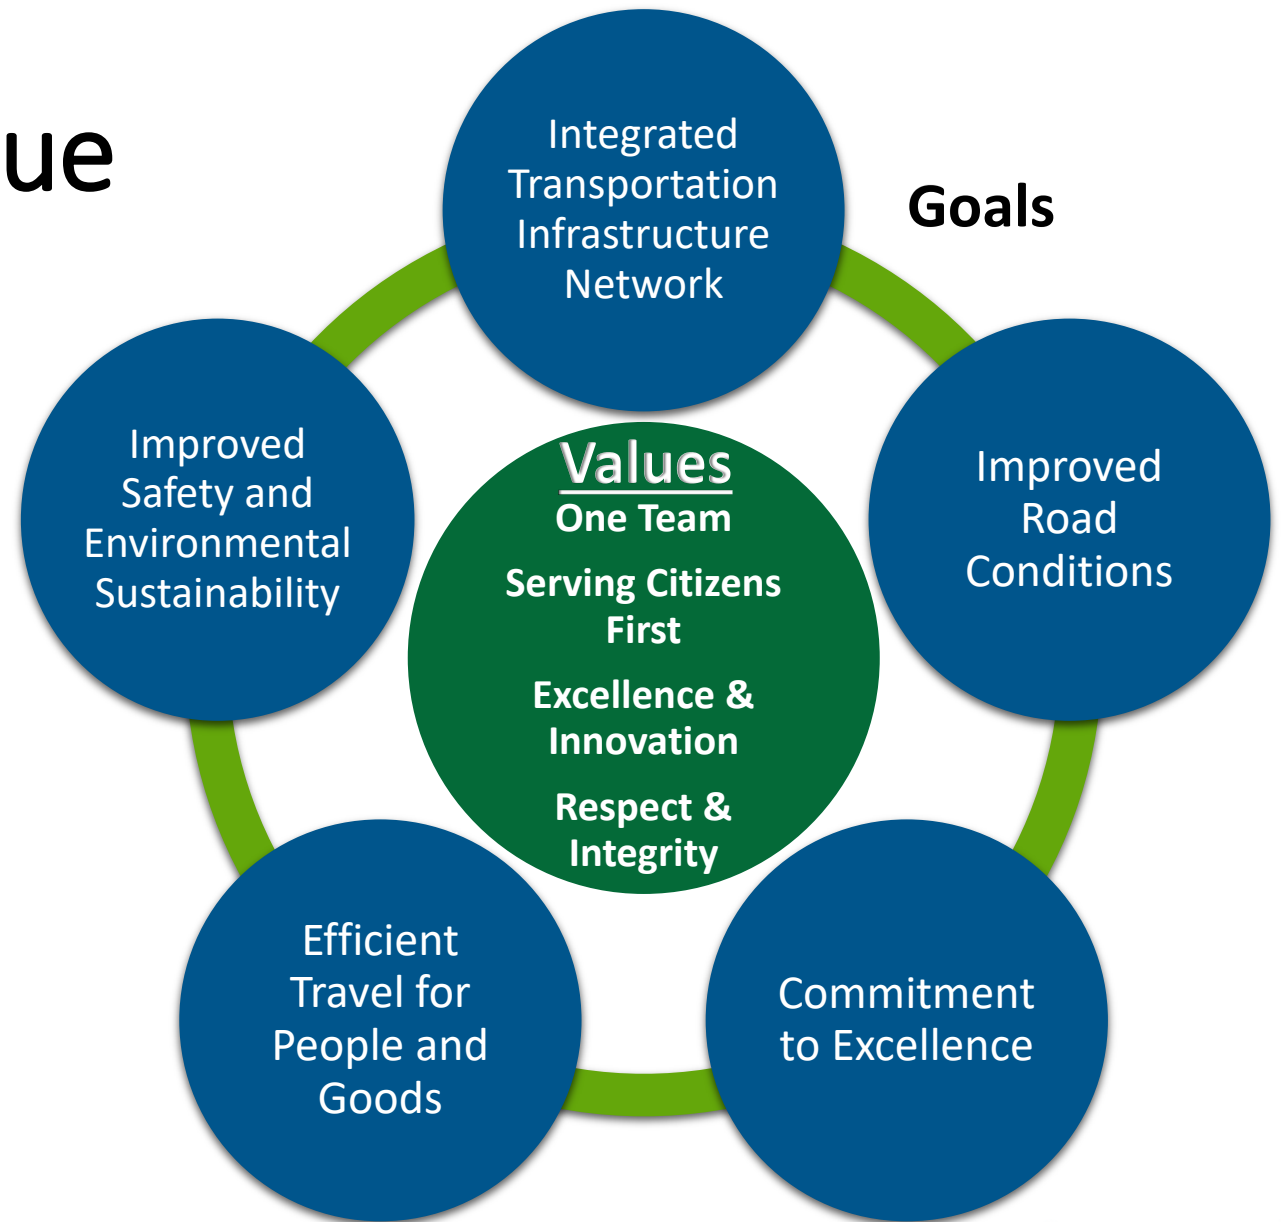 ue
Goals
Integrated
Transportation
Infrastructure
Network
Improved
Road
Conditions
Commitment
to Excellence
Efficient
Travel for
People and
Goods
Improved
Safety and
Environmental
Sustainability
Values
One Team
Serving Citizens
First
Excellence &
Innovation
Respect &
Integrity